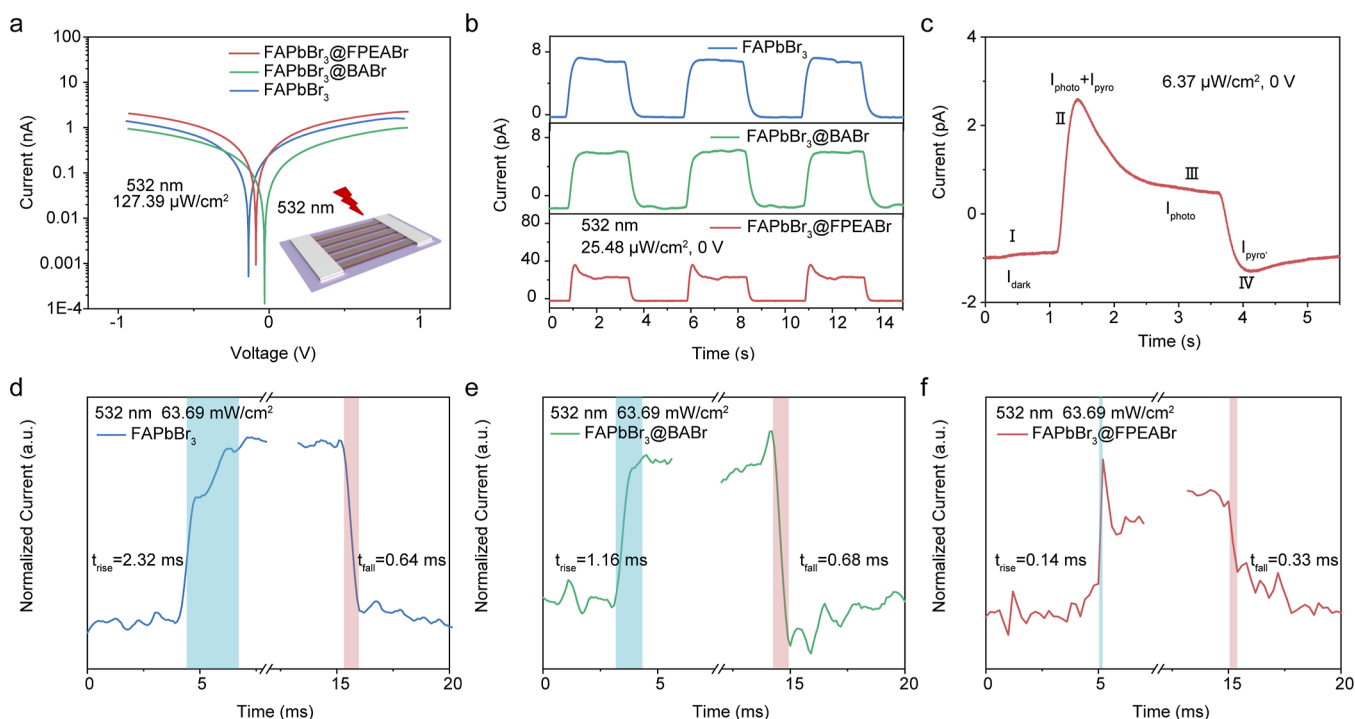 a
100
10
1
0.1
0.01
0.001
1E-4
Current (nA)
FAPbBr3@FPEABr
FAPbBr3@BABr
FAPbBr3
532 nm
127.39 μW/cm²
532 nm
-1
0
1
Voltage (V)
b
8
0
FAPbBr3
6
0
FAPbBr3@BABr
80
40
0
532 nm
FAPbBr3@FPEABr
25.48 μW/cm², 0 V
Current (pA)
0 2 4 6 8 10 12 14
Time (s)
c
4
2
0
-2
Current (pA)
Iphoto+Ipyro
6.37 μW/cm², 0 V
Ⅱ
Ⅲ
Iphoto
Ⅰ
Idark
Ipyro'
Ⅳ
0 1 2 3 4 5
Time (s)
d
532 nm 63.69 mW/cm²
FAPbBr3
trise=2.32 ms
tfall=0.64 ms
Normalized Current (a.u.)
0 5 15 20
Time (ms)
e
532 nm 63.69 mW/cm²
FAPbBr3@BABr
trise=1.16 ms
tfall=0.68 ms
Normalized Current (a.u.)
0 5 15 20
Time (ms)
f
532 nm 63.69 mW/cm²
FAPbBr3@FPEABr
trise=0.14 ms
tfall=0.33 ms
Normalized Current (a.u.)
0 5 15 20
Time (ms)